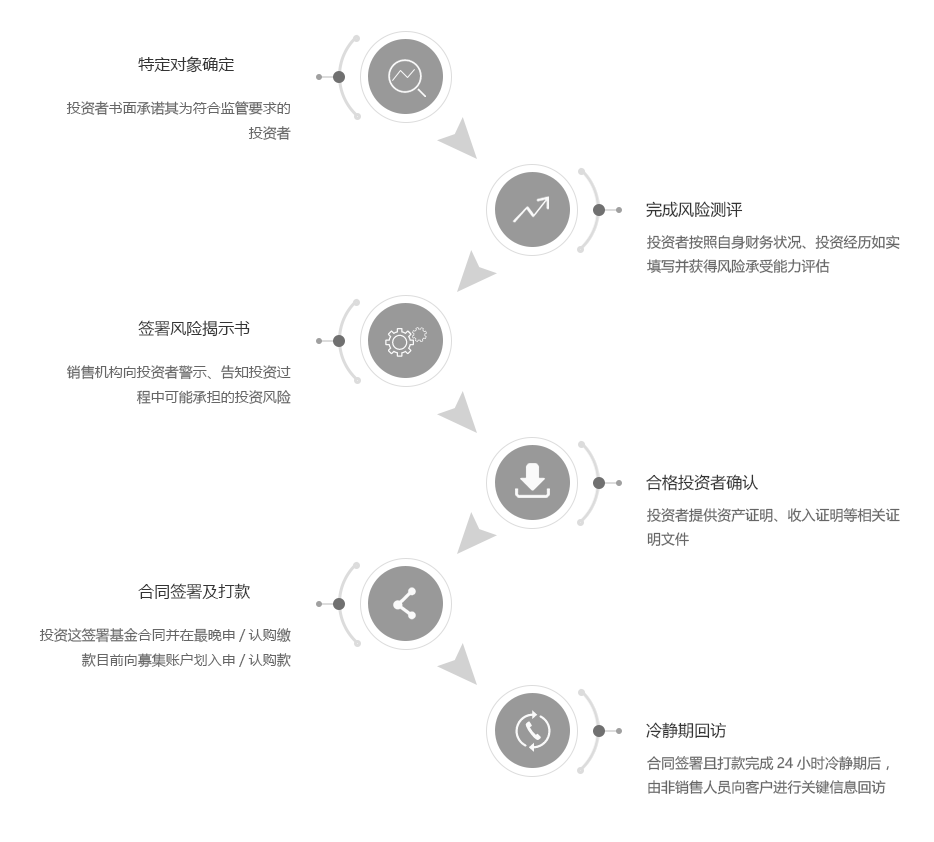 特定对象确定
投资者书面承诺其为符合监管要求的
投资者
完成风险测评
投资者按照自身财务状况、投资经历如实
填写并获得风险承受能力评估
签署风险揭示书
销售机构向投资者警示、告知投资过
程中可能承担的投资风险
合格投资者确认
投资者提供资产证明、收入证明等相关证
明文件
合同签署及打款
投资这签署基金合同并在最晚申 / 认购缴
款目前向募集账户划入申 / 认购款
冷静期回访
合同签署且打款完成 24 小时冷静期后，
由非销售人员向客户进行关键信息回访